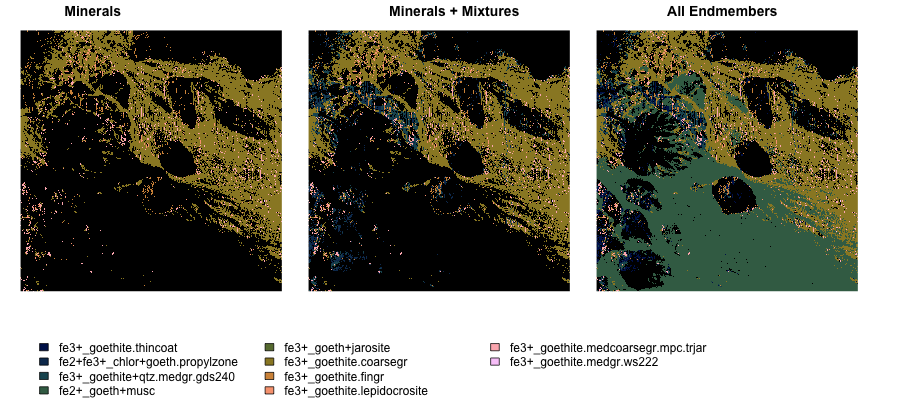 Minerals
Minerals + Mixtures
All Endmembers
fe3+_goethite.thincoat
fe2+fe3+_chlor+goeth.propylzone
fe3+_goethite+qtz.medgr.gds240
fe2+_goeth+musc
fe3+_goeth+jarosite
fe3+_goethite.coarsegr
fe3+_goethite.fingr
fe3+_goethite.lepidocrosite
fe3+_goethite.medcoarsegr.mpc.trjar
fe3+_goethite.medgr.ws222